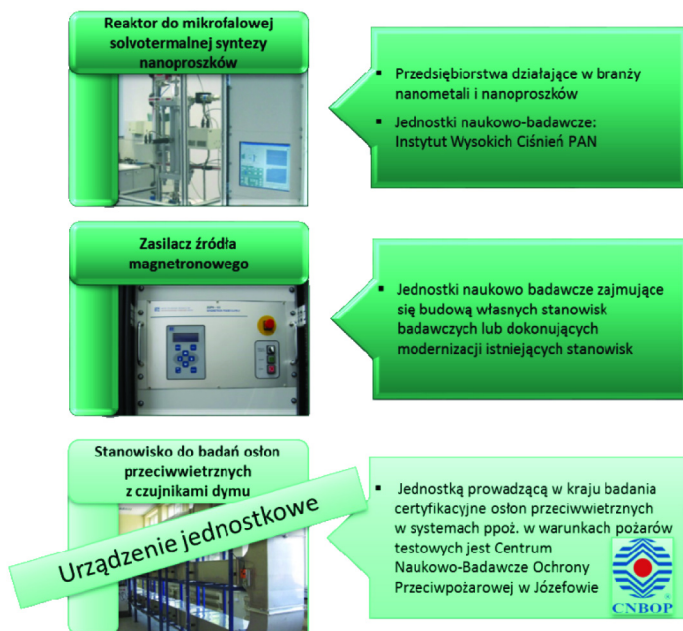 Reaktor do mikrofalowej
solvotermalnej syntezy
nanoproszków
▪ Przedsiębiorstwa działające w branży
nanometali i nanoproszków
▪ Jednostki naukowo-badawcze:
Instytut Wysokich Ciśnień PAN
Zasilacz źródła
magnetronowego
▪ Jednostki naukowo badawcze zajmujące
się budową własnych stanowisk
badawczych lub dokonujących
modernizacji istniejących stanowisk
Stanowisko do badań osłon
przeciwwietrznych
z czujnikami dymu
Urządzenie jednostkowe
▪ Jednostką prowadzącą w kraju badania
certyfikacyjne osłon przeciwwietrznych
w systemach ppoż. w warunkach pożarów
testowych jest Centrum
Naukowo-Badawcze Ochrony
Przeciwpożarowej w Józefowie
CNBOP